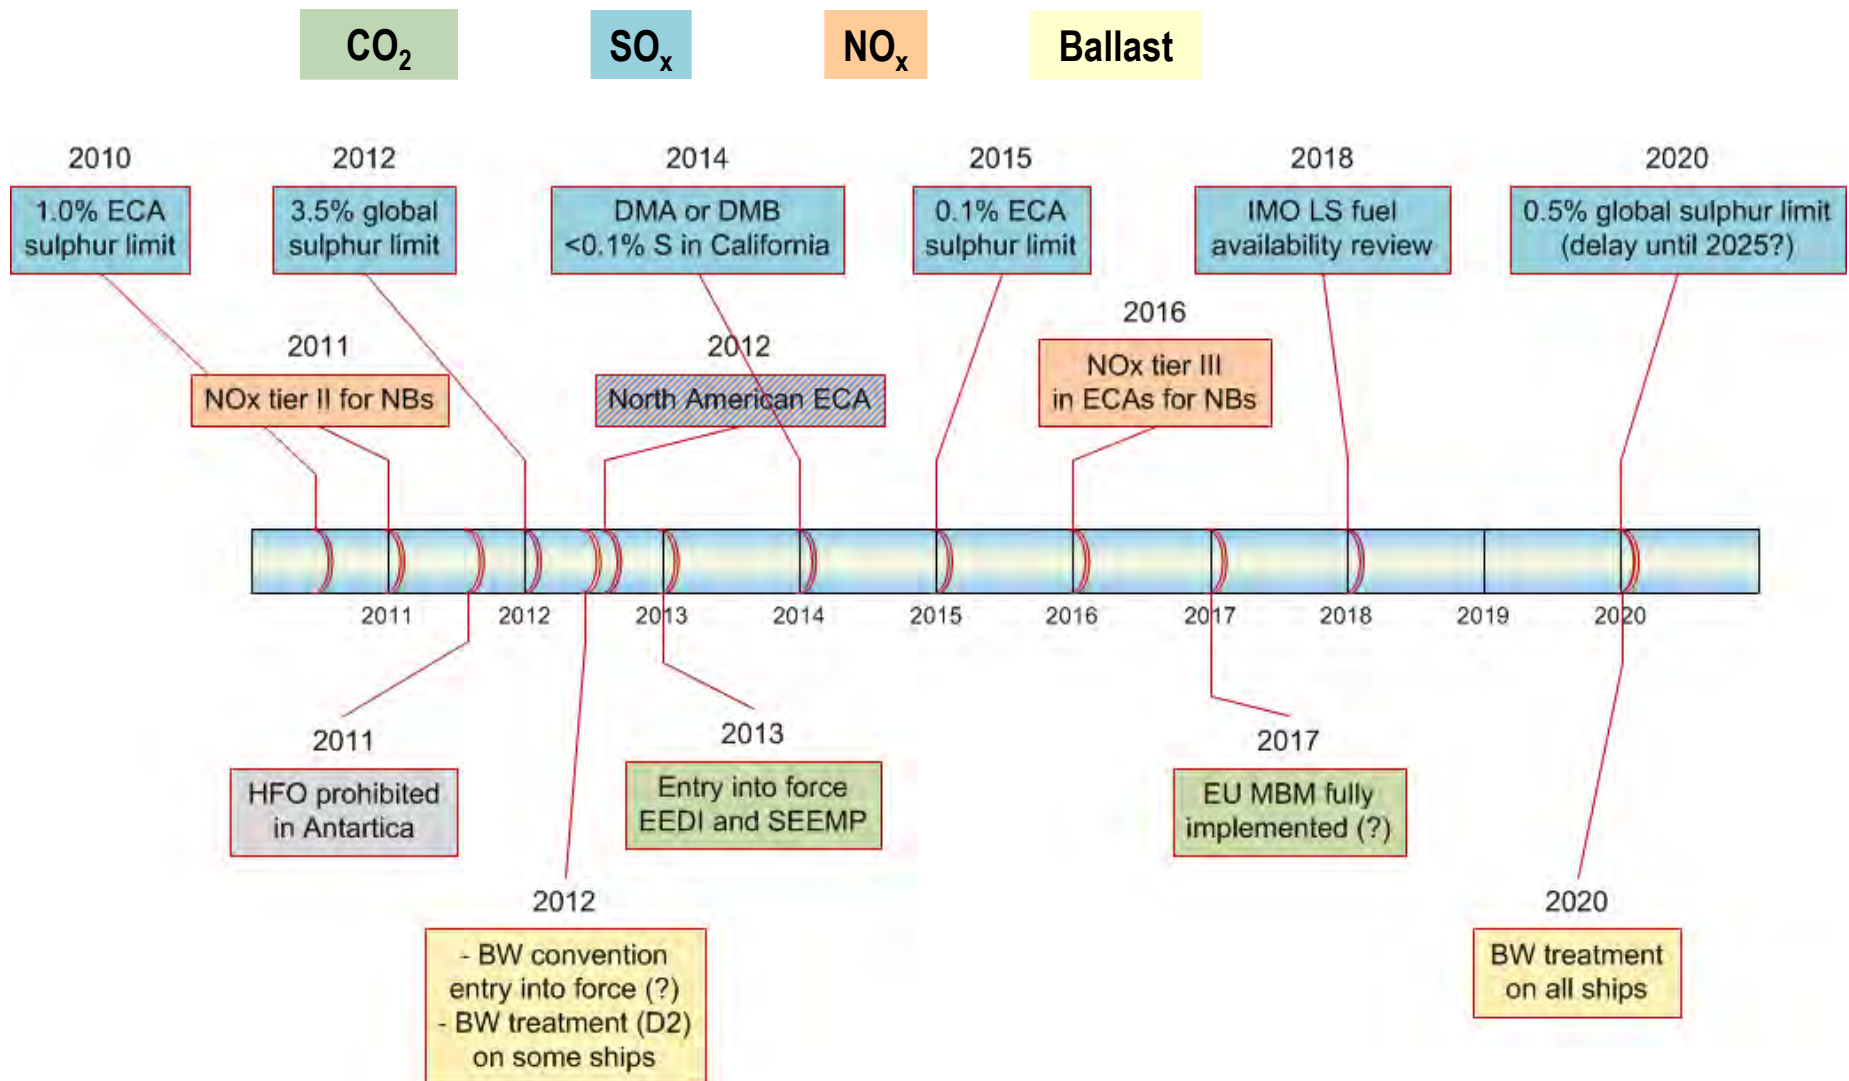 CO2
SOx
NOx
Ballast
2010
1.0% ECA
sulphur limit
2012
3.5% global
sulphur limit
2014
DMA or DMB
<0.1% S in California
2015
0.1% ECA
sulphur limit
2018
IMO LS fuel
availability review
2020
0.5% global sulphur limit
(delay until 2025?)
2011
NOx tier II for NBs
2012
North American ECA
2016
NOx tier III
in ECAs for NBs
2011
2012
2013
2014
2015
2016
2017
2018
2019
2020
2011
HFO prohibited
in Antartica
2013
Entry into force
EEDI and SEEMP
2017
EU MBM fully
implemented (?)
2012
- BW convention
entry into force (?)
- BW treatment (D2)
on some ships
2020
BW treatment
on all ships